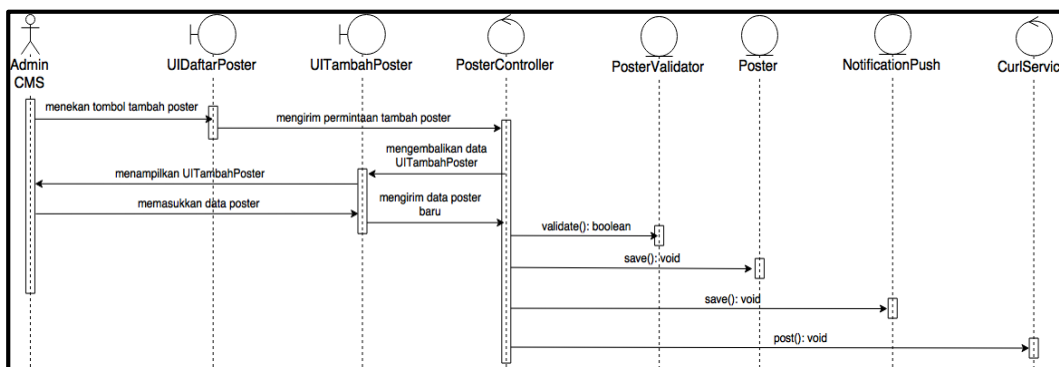 Admin
CMS
UIDaftarPoster
UITambahPoster
PosterController
PosterValidator
Poster
NotificationPush
CurlServic
menekan tombol tambah poster
mengirim permintaan tambah poster
mengembalikan data
UITambahPoster
menampilkan UITambahPoster
memasukkan data poster
mengirim data poster
baru
validate(): boolean
save(): void
save(): void
post(): void